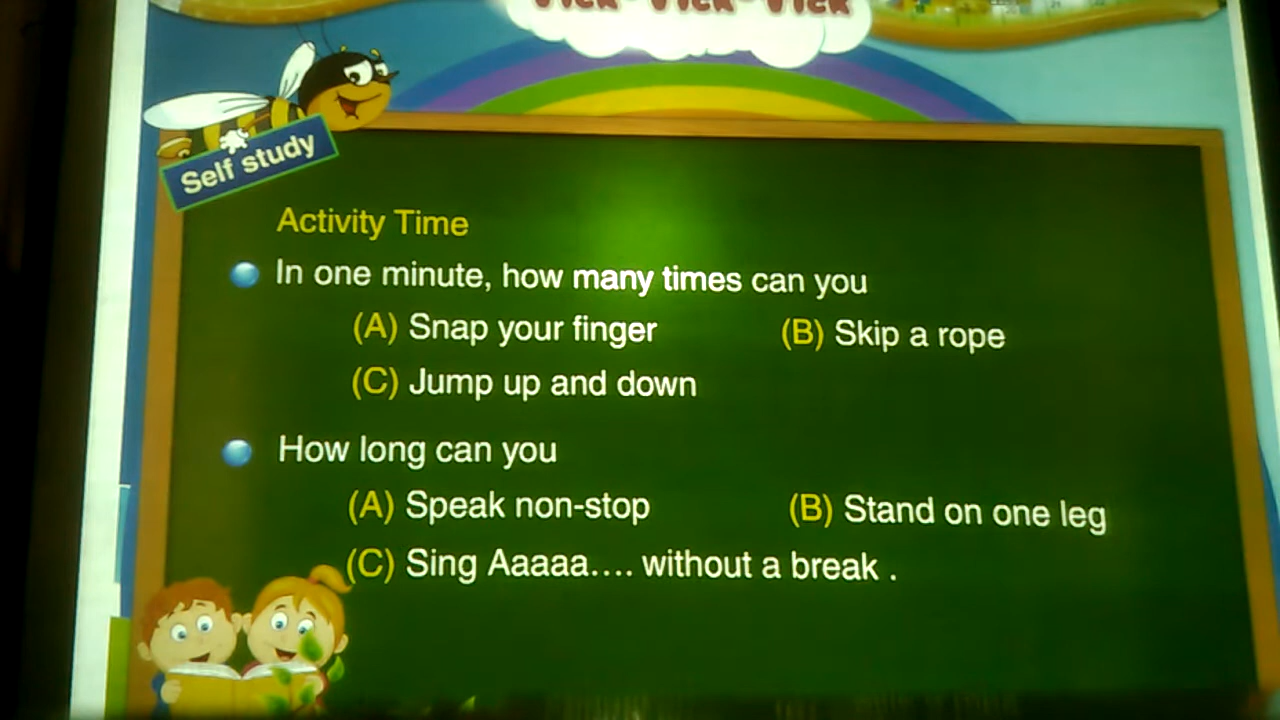 Self study
Activity Time
In one minute, how many times can you
(A) Snap your finger (B) Skip a rope
(C) Jump up and down
How long can you
(A) Speak non-stop (B) Stand on one leg
(C) Sing Aaaaa.... without a break .